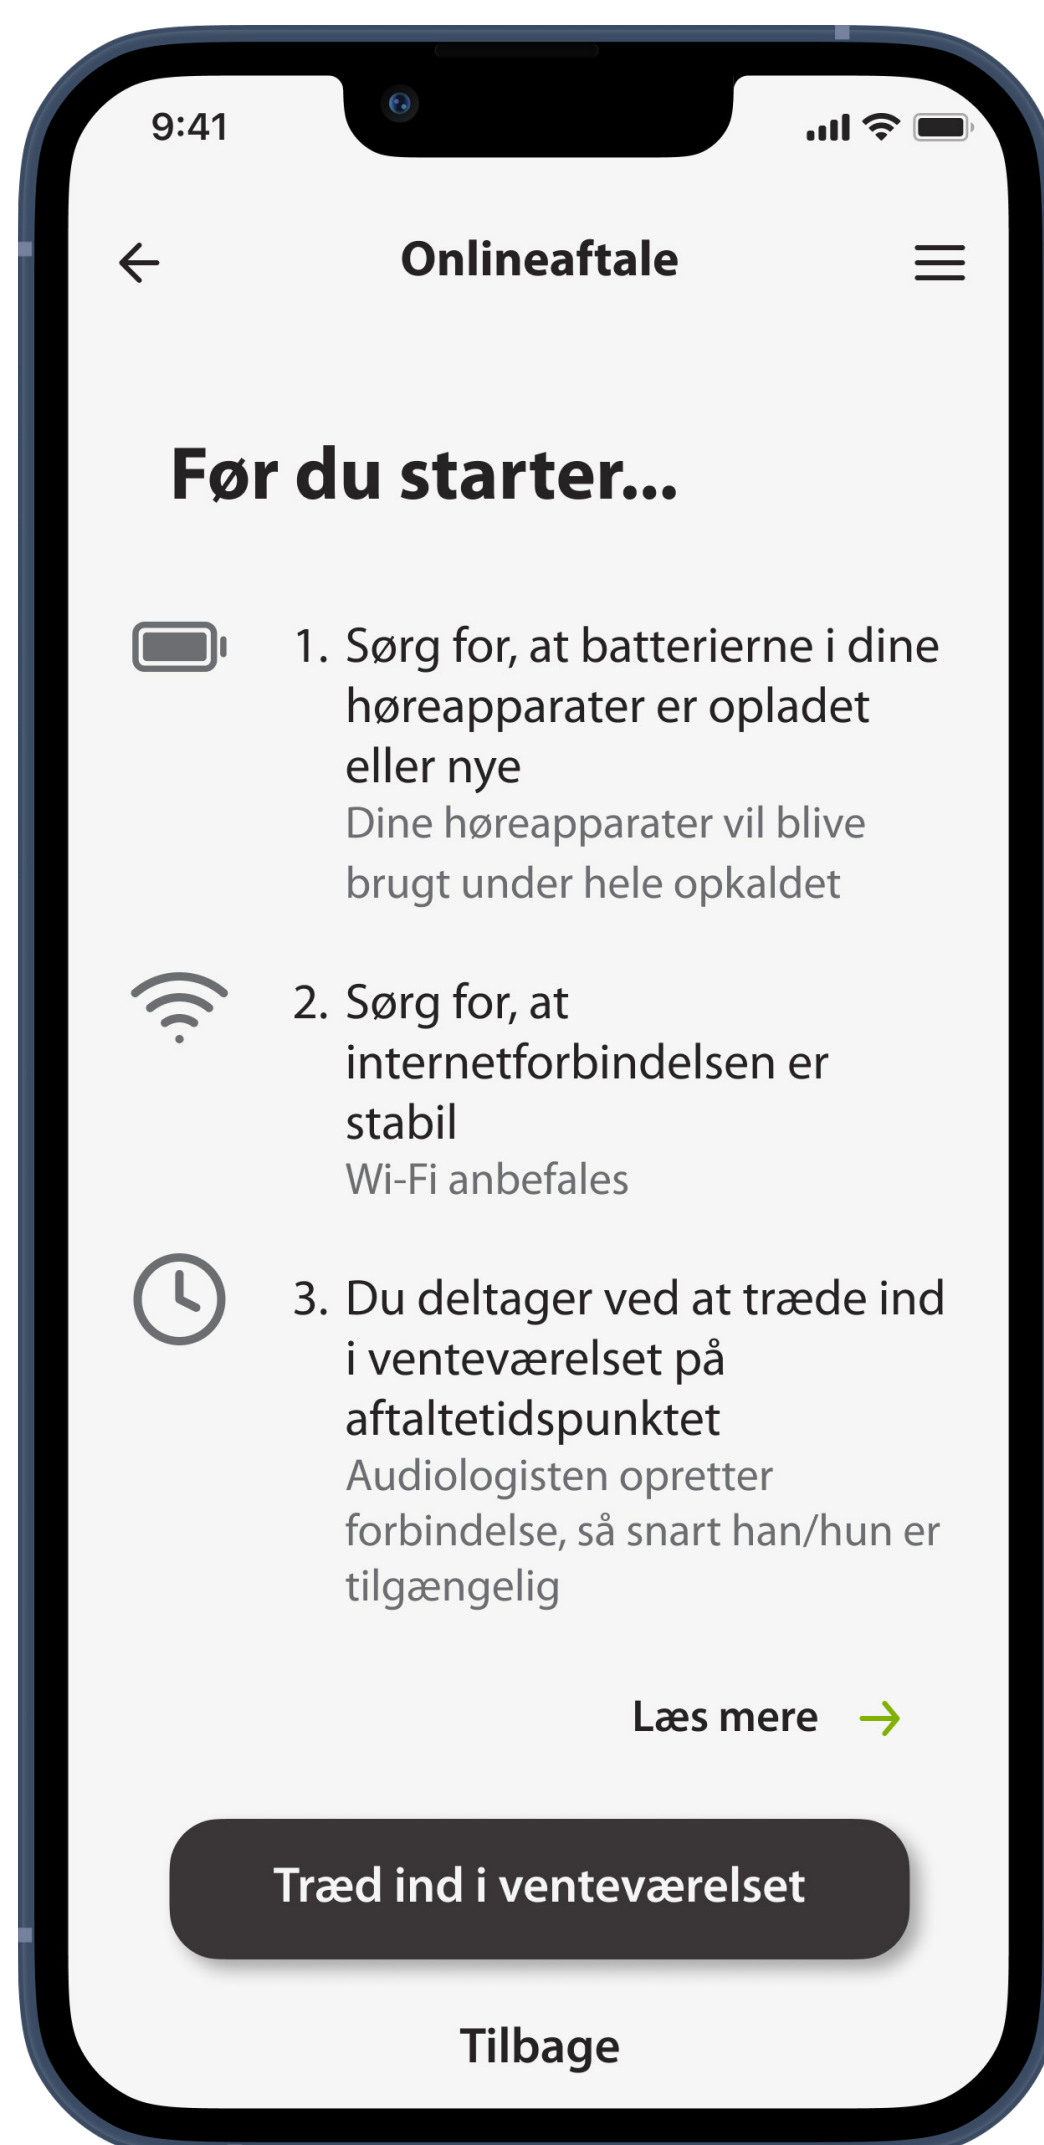 9:41
Onlineaftale
Før du starter...
1. Sørg for, at batterierne i dine
høreapparater er opladet
eller nye
Dine høreapparater vil blive
brugt under hele opkaldet
2. Sørg for, at
internetforbindelsen er
stabil
Wi-Fi anbefales
3. Du deltager ved at træde ind
i venteværelset på
aftaltetidspunktet
Audiologisten opretter
forbindelse, så snart han/hun er
tilgængelig
Læs mere
Træd ind i venteværelset
Tilbage